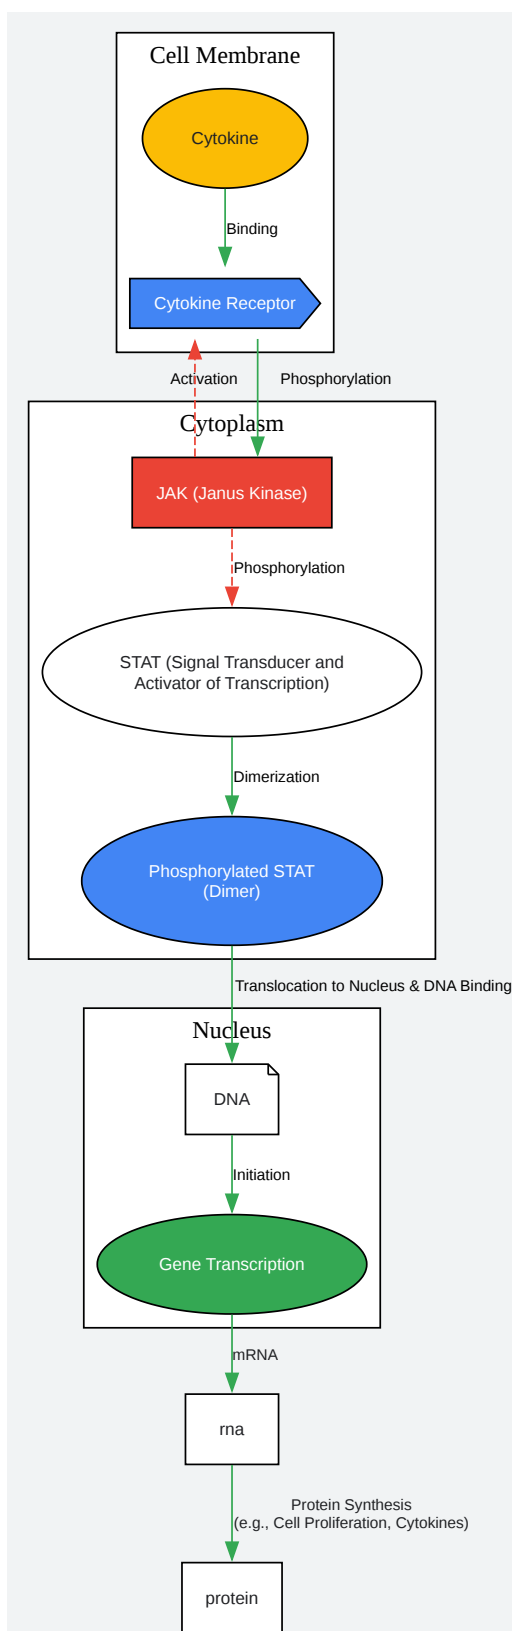 Cell Membrane
Cytokine
Binding
Cytokine Receptor
Activation
Phosphorylation
Cytoplasm
JAK (Janus Kinase)
Phosphorylation
STAT (Signal Transducer and
Activator of Transcription)
Dimerization
Phosphorylated STAT
(Dimer)
Translocation to Nucleus & DNA Binding
Nucleus
DNA
Initiation
Gene Transcription
mRNA
rna
Protein Synthesis
(e.g., Cell Proliferation, Cytokines)
protein